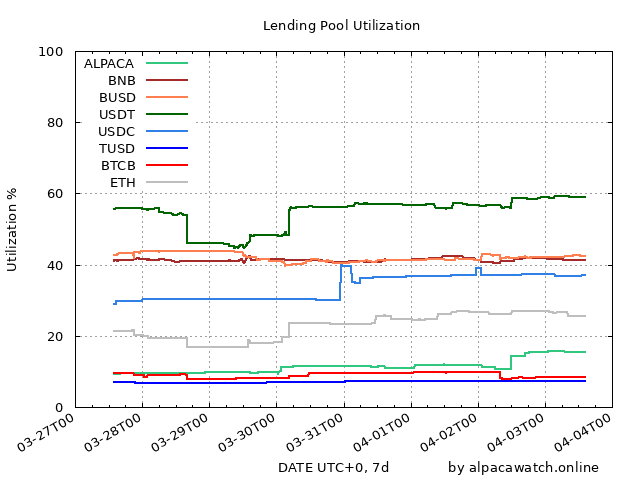 Lending Pool Utilization
100
80
60
40
20
0
Utilization %
ALPACA
BNB
BUSD
USDT
USDC
TUSD
BTCB
ETH
03-27T00
03-28T00
03-29T00
03-30T00
03-31T00
04-01T00
04-02T00
04-03T00
04-04T00
DATE UTC+0, 7d
by alpacawatch.online